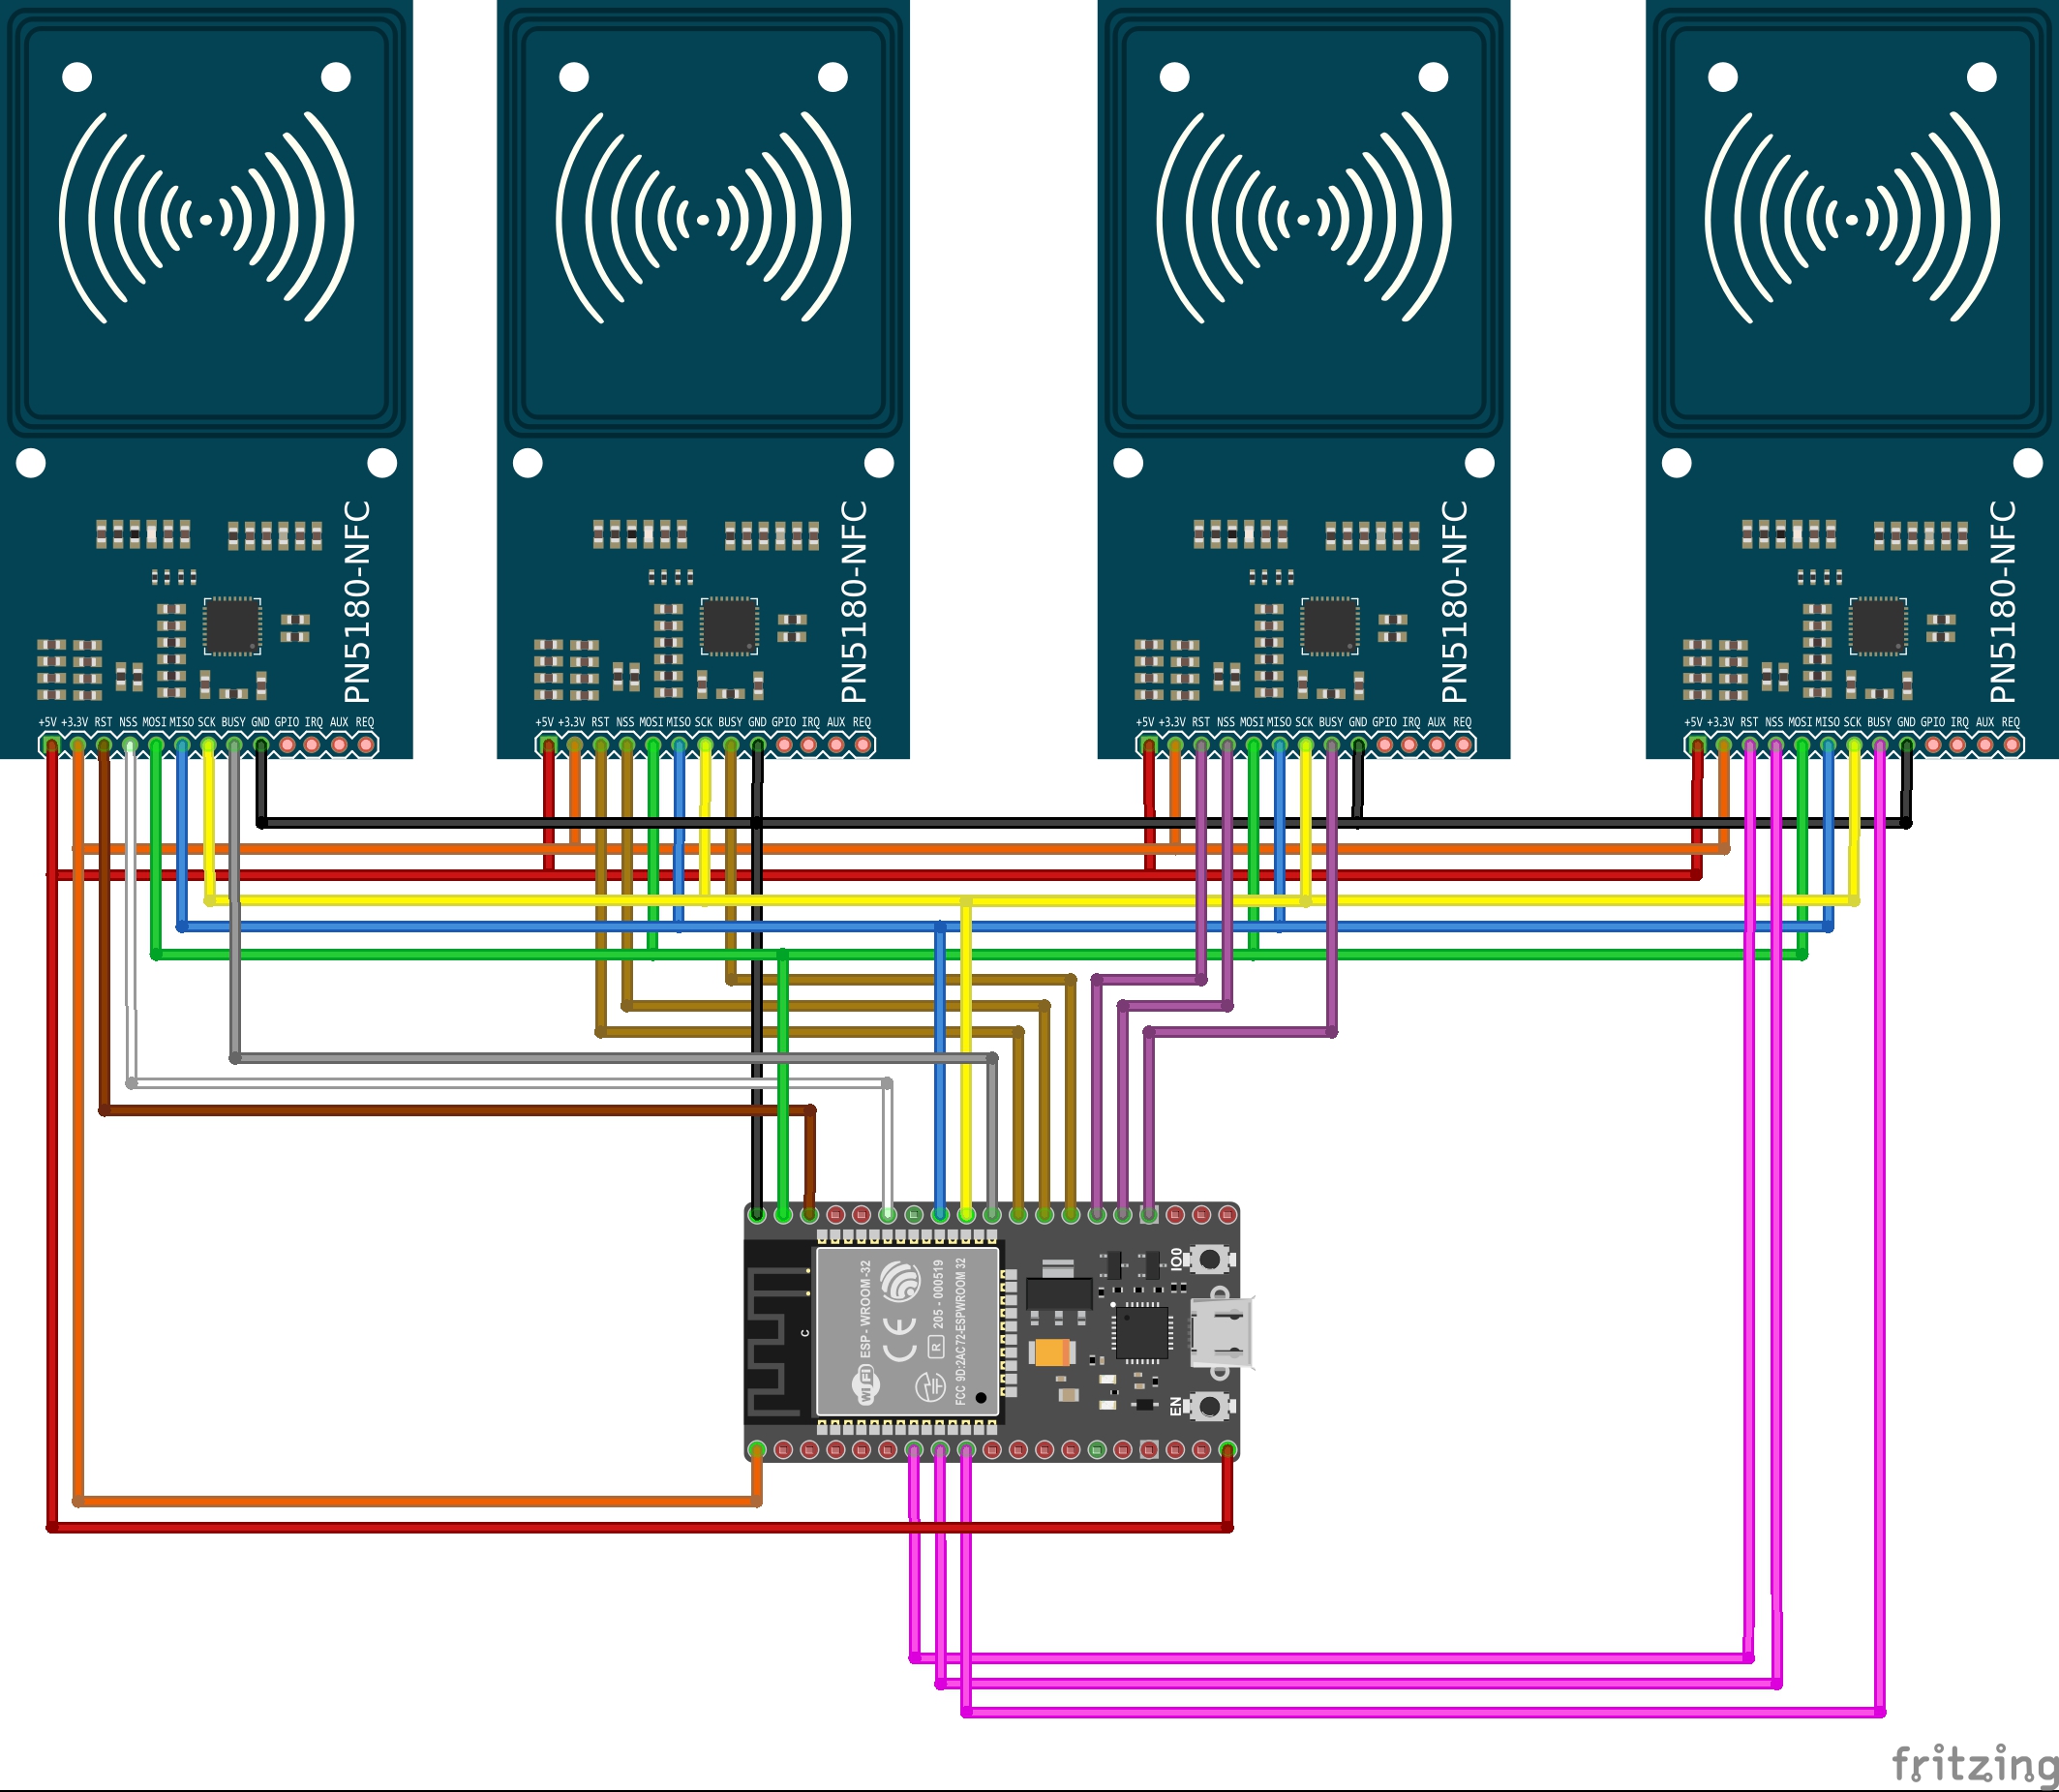 PN5180-NFC
PN5180-NFC
PN5180-NFC
PN5180-NFC
+5V +3.3V RST NSS MOSI MISO SCK BUSY GND GPIO IRQ AUX REQ
+5V +3.3V RST NSS MOSI MISO SCK BUSY GND GPIO IRQ AUX REQ
+5V +3.3V RST NSS MOSI MISO SCK BUSY GND GPIO IRQ AUX REQ
+5V +3.3V RST NSS MOSI MISO SCK BUSY GND GPIO IRQ AUX REQ
C
Wi Fi ESP-WROOM-32
CE
R 205-000519
FCC 9D:2AC72-ESPWROOM 32
IO0
EN
fritzing